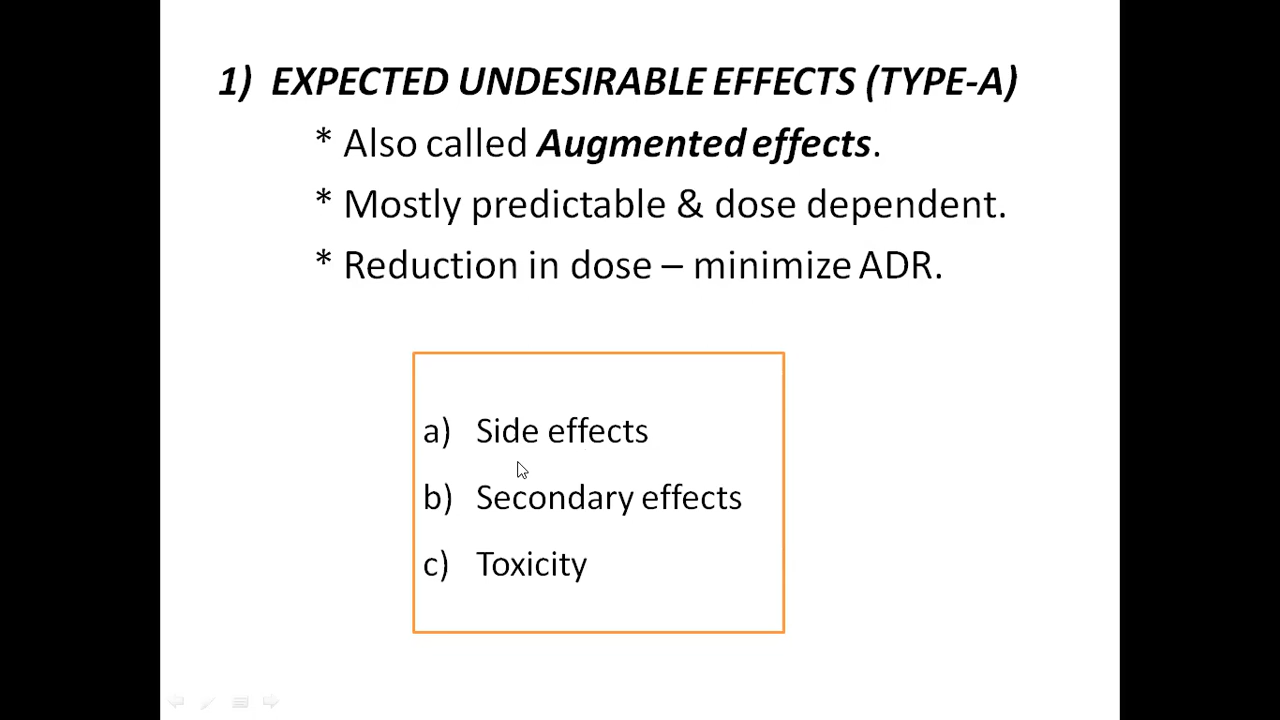 1) EXPECTED UNDESIRABLE EFFECTS (TYPE-A)
* Also called Augmented effects.
* Mostly predictable & dose dependent.
* Reduction in dose – minimize ADR.
a) Side effects
b) Secondary effects
c) Toxicity